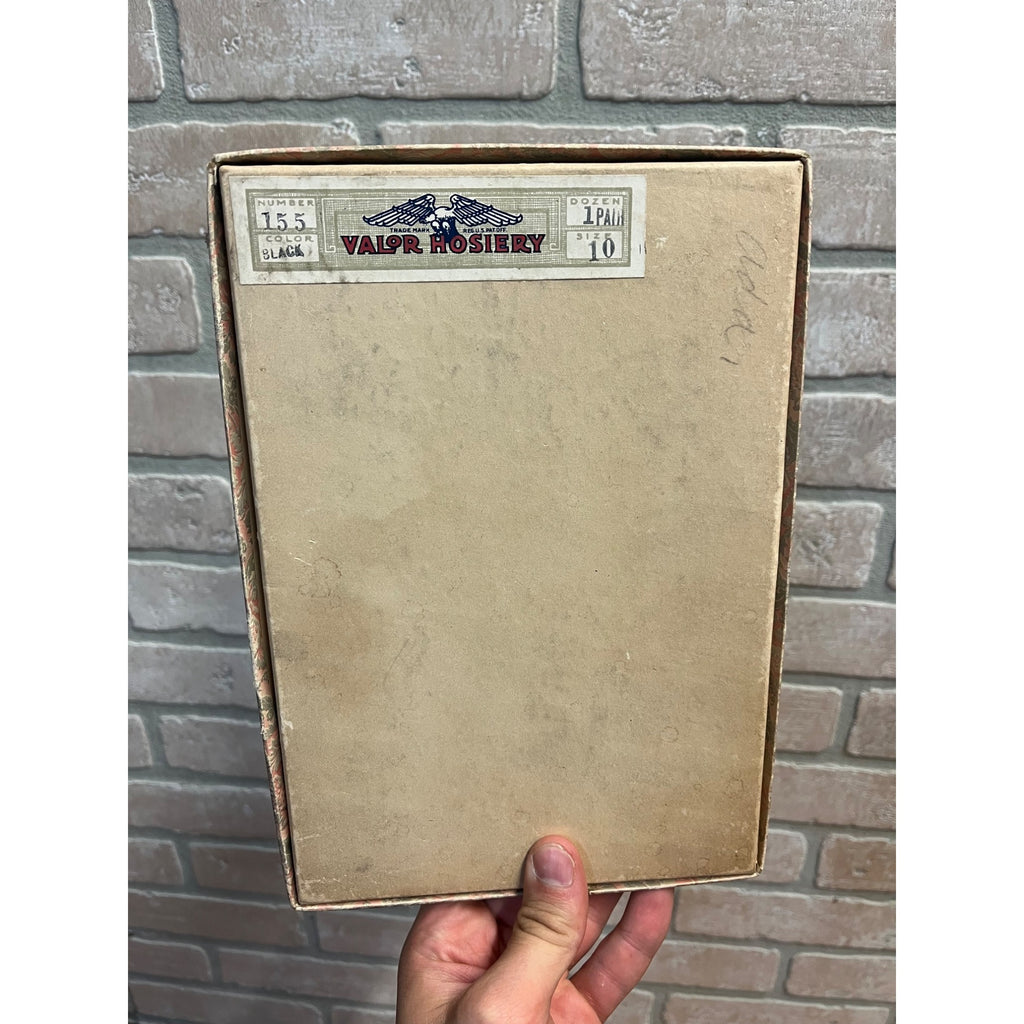 NUMBER
155
COLOR
BLACK
TRADE MARK REG. U.S. PAT. OFF.
VALOR HOSIERY
DOZEN
1 PAIR
SIZE
10